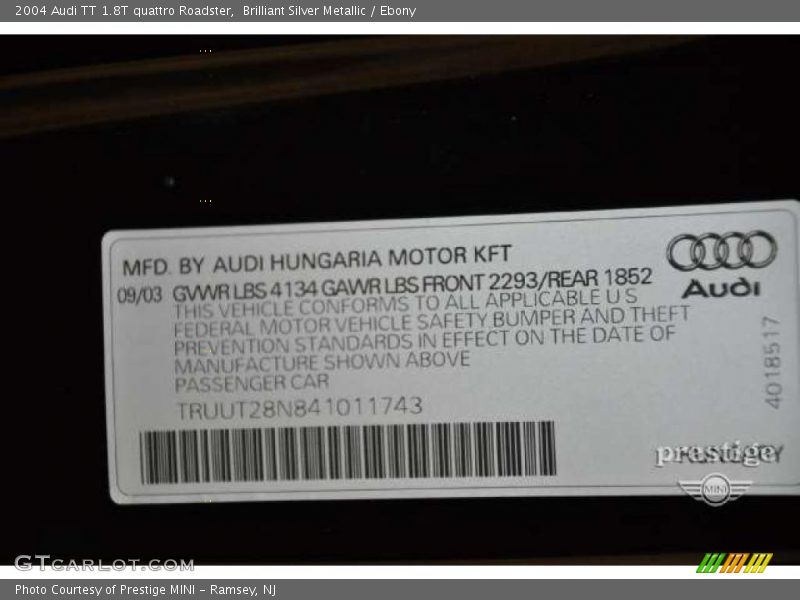 2004 Audi TT 1.8T quattro Roadster,  Brilliant Silver Metallic / Ebony
MFD. BY AUDI HUNGARIA MOTOR KFT
09/03 GVWR LBS 4134 GAWR LBS FRONT 2293/REAR 1852
THIS VEHICLE CONFORMS TO ALL APPLICABLE U S
FEDERAL MOTOR VEHICLE SAFETY BUMPER AND THEFT
PREVENTION STANDARDS IN EFFECT ON THE DATE OF
MANUFACTURE SHOWN ABOVE
PASSENGER CAR
TRUUT28N841011743
Audi
4018517
prestige
MINI
GTCARLOT.COM
Photo Courtesy of Prestige MINI – Ramsey, NJ